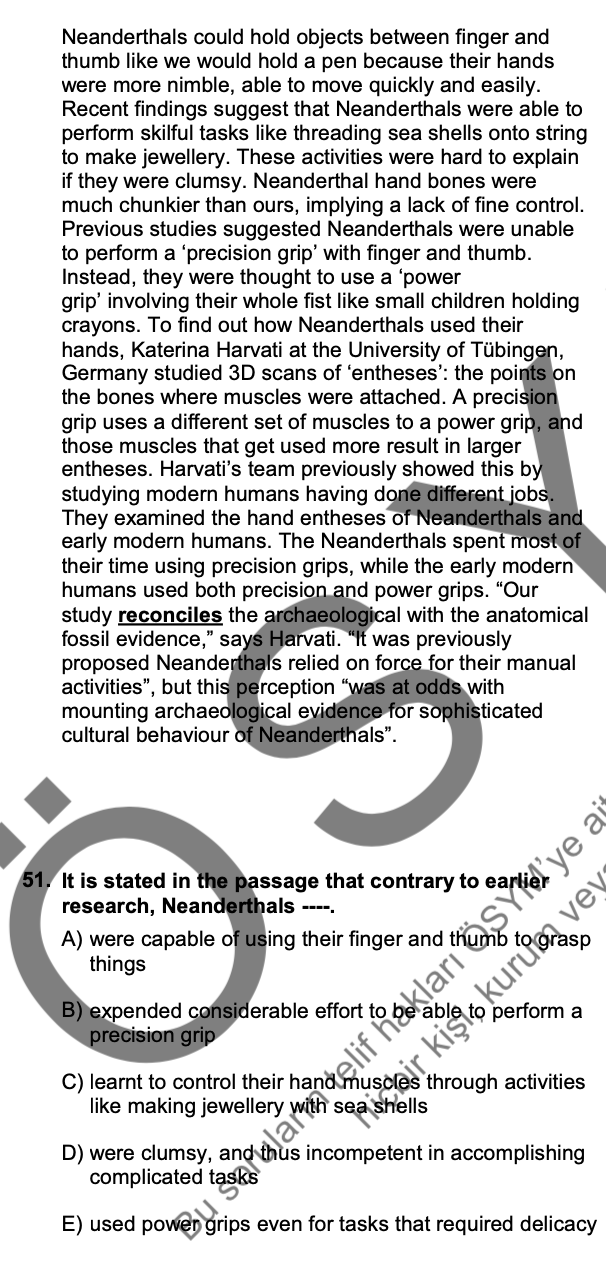 Neanderthals could hold objects between finger and
thumb like we would hold a pen because their hands
were more nimble, able to move quickly and easily.
Recent findings suggest that Neanderthals were able to
perform skilful tasks like threading sea shells onto string
to make jewellery. These activities were hard to explain
if they were clumsy. Neanderthal hand bones were
much chunkier than ours, implying a lack of fine control.
Previous studies suggested Neanderthals were unable
to perform a ‘precision grip’ with finger and thumb.
Instead, they were thought to use a ‘power
grip’ involving their whole fist like small children holding
crayons. To find out how Neanderthals used their
hands, Katerina Harvati at the University of Tübingen,
Germany studied 3D scans of ‘entheses’: the points on
the bones where muscles were attached. A precision
grip uses a different set of muscles to a power grip, and
those muscles that get used more result in larger
entheses. Harvati’s team previously showed this by
studying modern humans having done different jobs.
They examined the hand entheses of Neanderthals and
early modern humans. The Neanderthals spent most of
their time using precision grips, while the early modern
humans used both precision and power grips. “Our
study reconciles the archaeological with the anatomical
fossil evidence,” says Harvati. “It was previously
proposed Neanderthals relied on force for their manual
activities”, but this perception “was at odds with
mounting archaeological evidence for sophisticated
cultural behaviour of Neanderthals”.
51. It is stated in the passage that contrary to earlier
research, Neanderthals ----.
A) were capable of using their finger and thumb to grasp
things
B) expended considerable effort to be able to perform a
precision grip
C) learnt to control their hand muscles through activities
like making jewellery with sea shells
D) were clumsy, and thus incompetent in accomplishing
complicated tasks
E) used power grips even for tasks that required delicacy
ÖSY
Bu soruların telif hakları ÖSYM’ye ait
hiçbir kişi, kurum vey